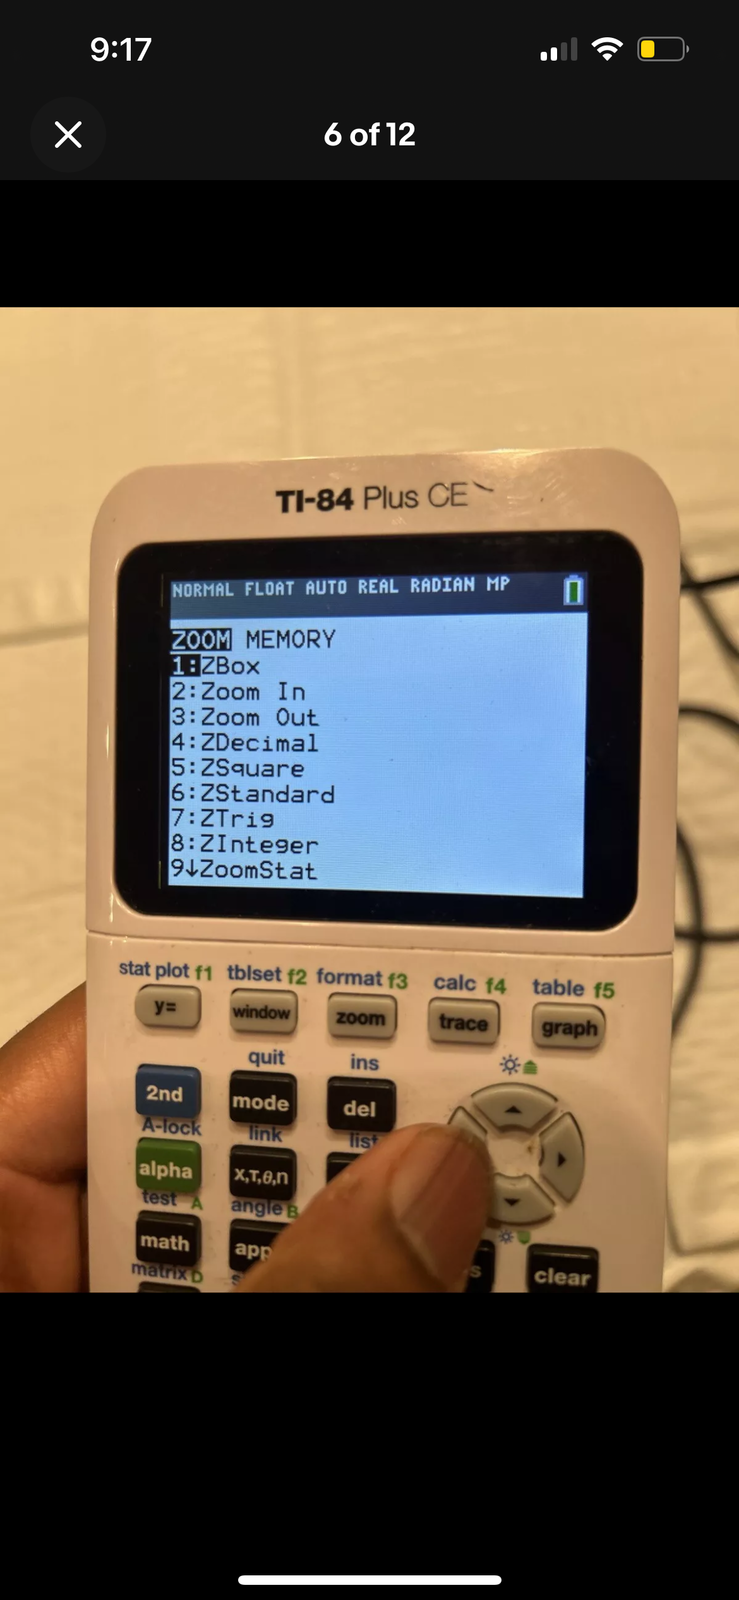 9:17
6 of 12
TI-84 Plus CE
NORMAL FLOAT AUTO REAL RADIAN MP
ZOOM MEMORY
1:ZBox
2:Zoom In
3:Zoom Out
4:ZDecimal
5:ZSquare
6:ZStandard
7:ZTrig
8:ZInteger
9↓ZoomStat
stat plot f1 tblset f2 format f3 calc f4 table f5
y= window zoom trace graph
quit ins
2nd mode del
A-lock link list
alpha X,T,θ,n
test A angle B
math app
matrix D s
s clear